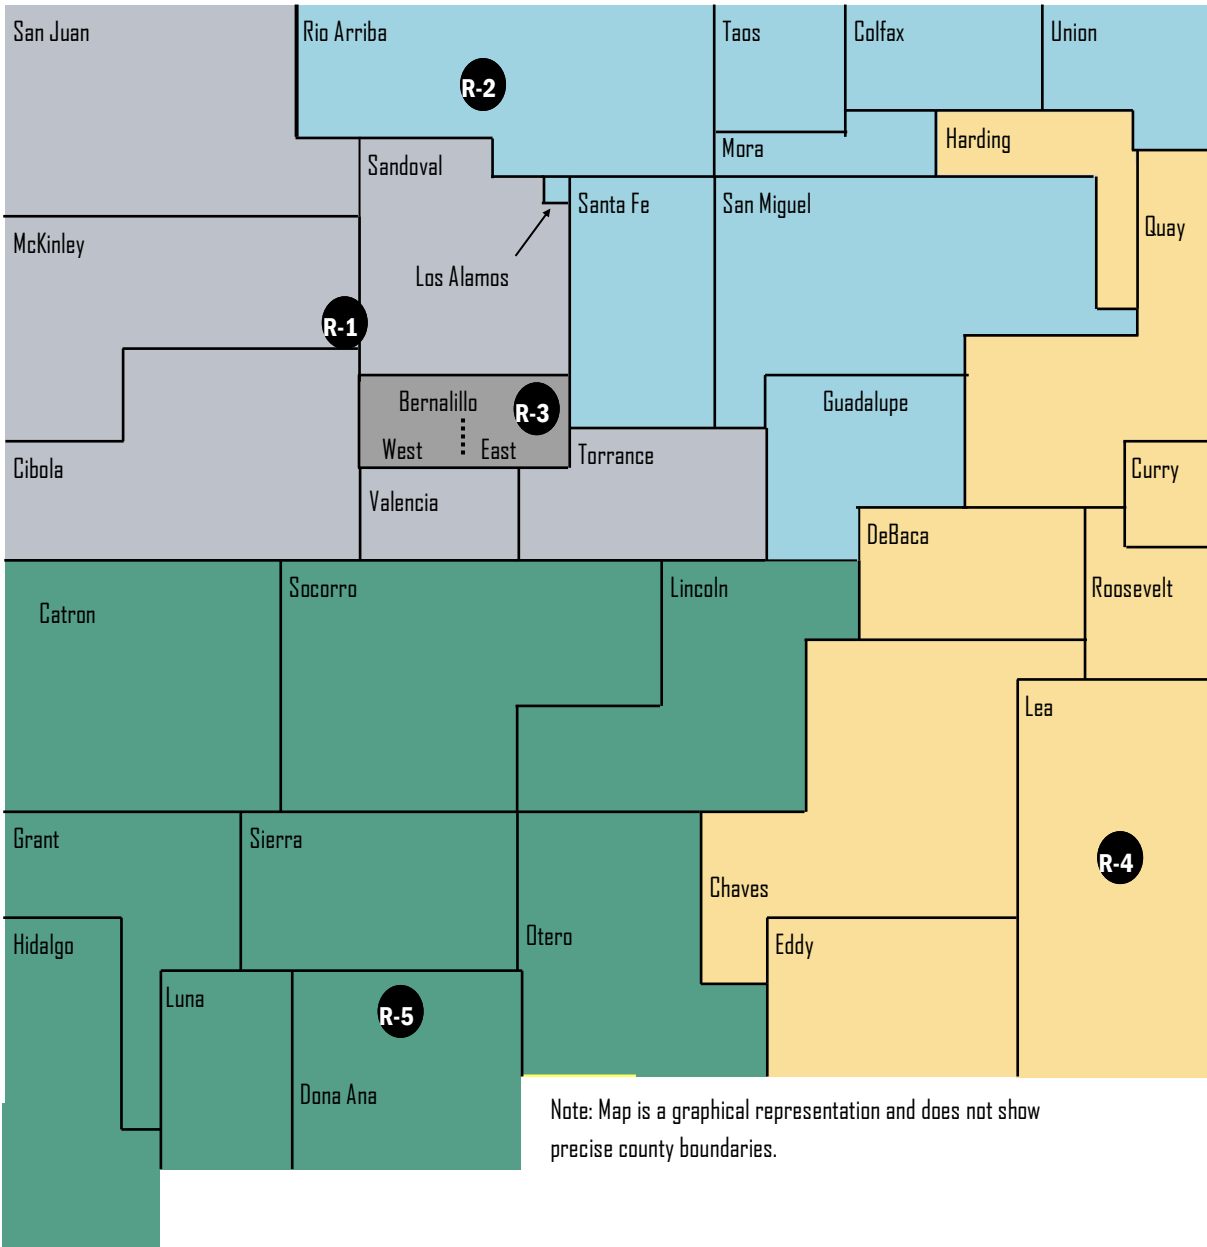 San Juan
Rio Arriba
Taos
Colfax
Union
R-2
Mora
Harding
Sandoval
Santa Fe
San Miguel
Quay
McKinley
Los Alamos
R-1
Bernalillo
R-3
Guadalupe
West
East
Torrance
Cibola
Curry
Valencia
DeBaca
Socorro
Lincoln
Roosevelt
Catron
Lea
Grant
Sierra
R-4
Chaves
Hidalgo
Otero
Eddy
Luna
R-5
Dona Ana
Note: Map is a graphical representation and does not show
precise county boundaries.